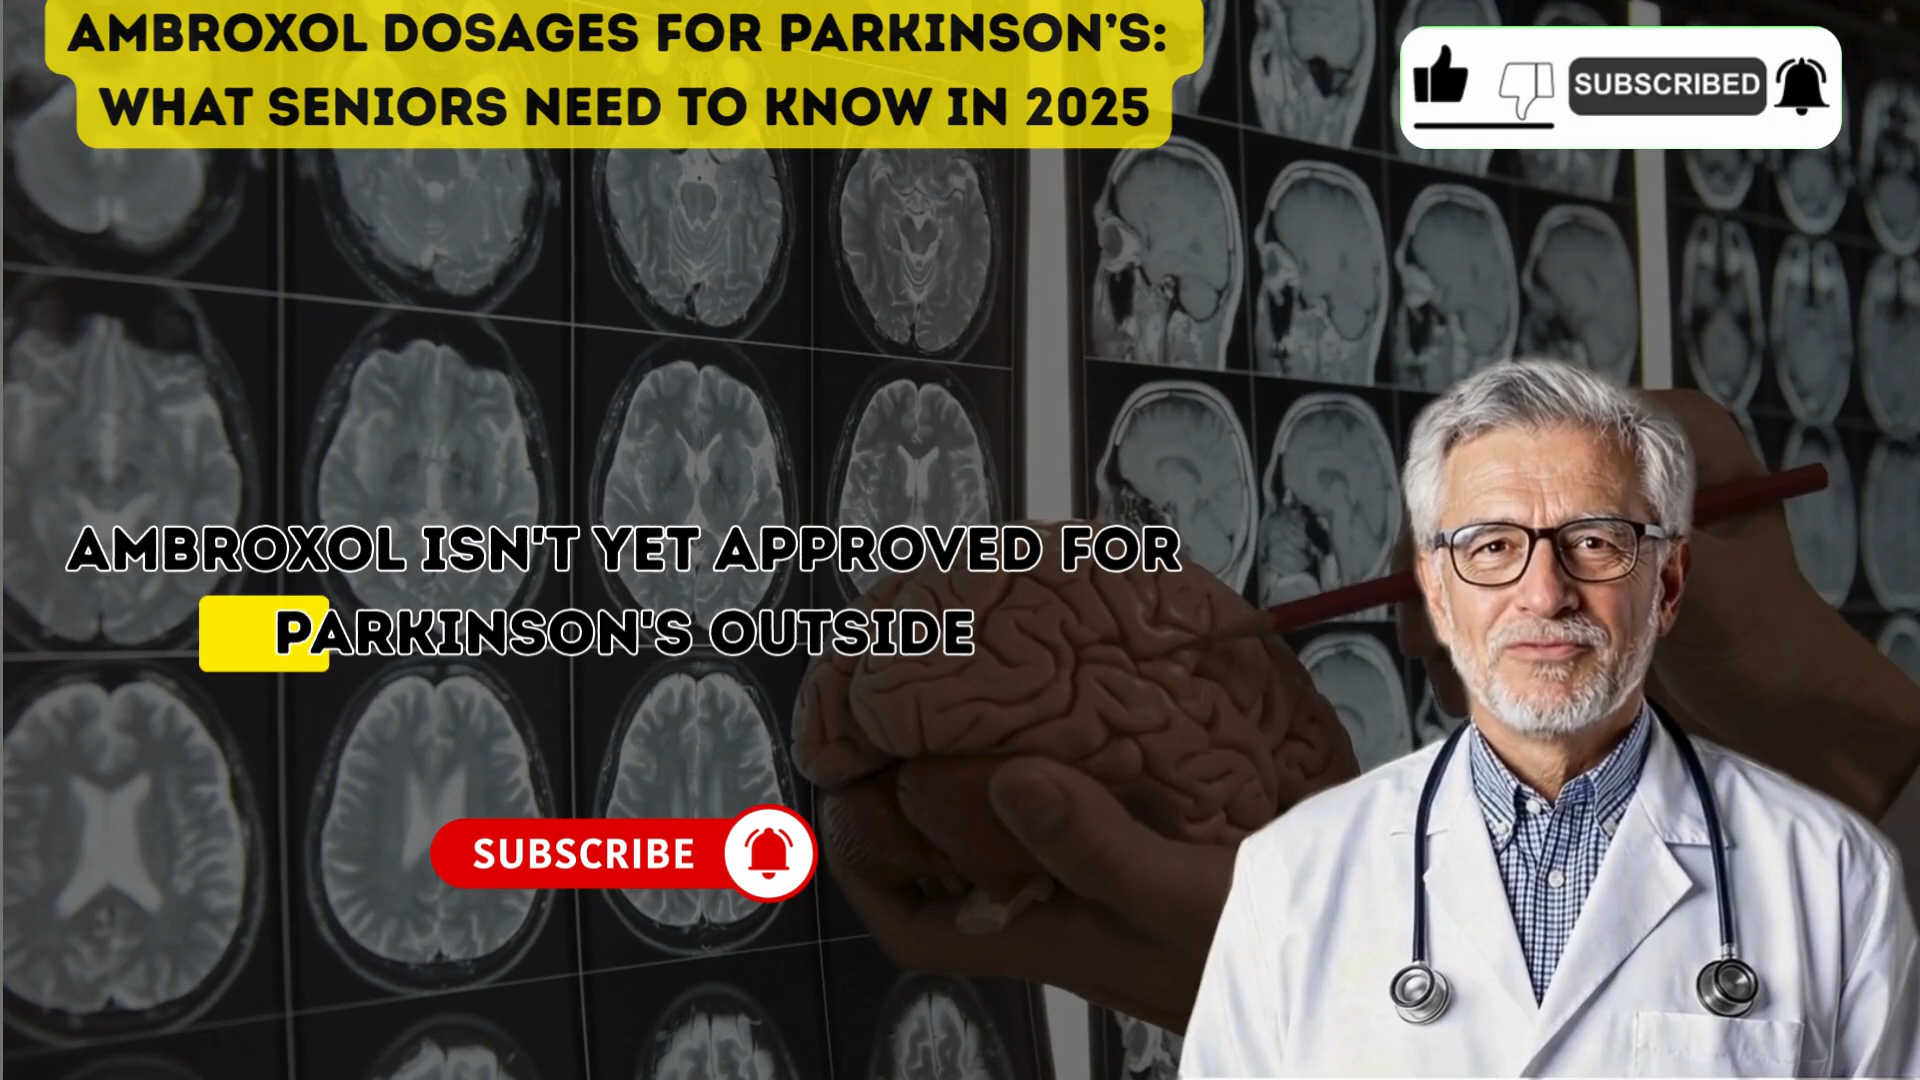 AMBROXOL DOSAGES FOR PARKINSON’S:
WHAT SENIORS NEED TO KNOW IN 2025
SUBSCRIBED
AMBROXOL ISN'T YET APPROVED FOR
PARKINSON'S OUTSIDE
SUBSCRIBE